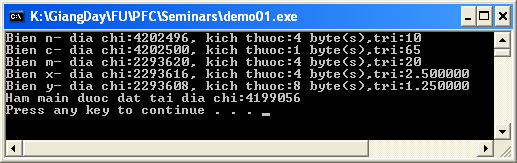 K:\GiangDay\FU\PFC\Seminars\demo01.exe
Bien n- dia chi:4202496, kich thuoc:4 byte(s),tri:10
Bien c- dia chi:4202500, kich thuoc:1 byte(s),tri:65
Bien m- dia chi:2293620, kich thuoc:4 byte(s),tri:20
Bien x- dia chi:2293616, kich thuoc:4 byte(s),tri:2.500000
Bien y- dia chi:2293608, kich thuoc:8 byte(s),tri:1.250000
Ham main duoc dat tai dia chi:4199056
Press any key to continue . . . _